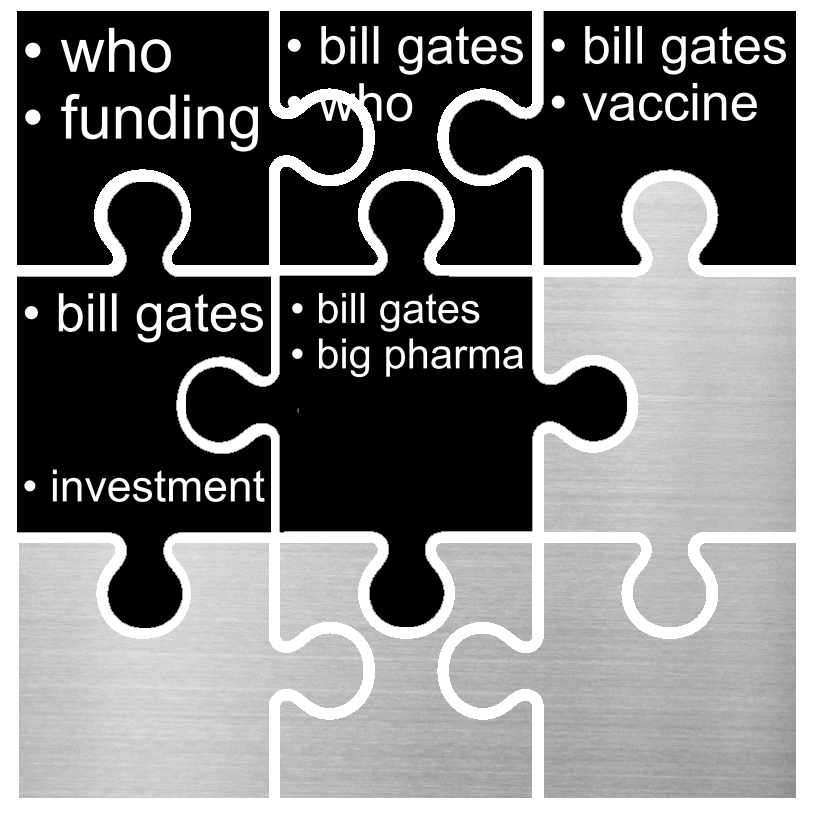 • who
• funding
• bill gates
• who
• bill gates
• vaccine
• bill gates
• investment
• bill gates
• big pharma